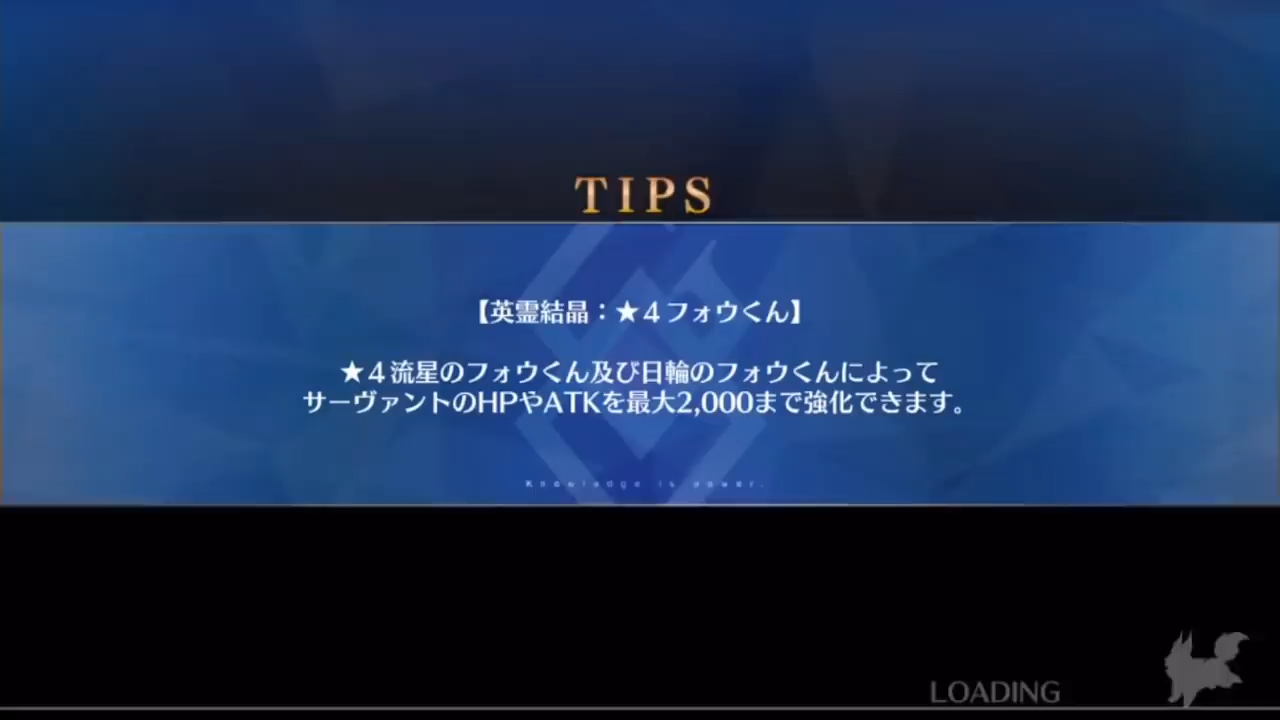 TIPS
【英霊結晶：★４フォウくん】
★４流星のフォウくん及び日輪のフォウくんによって
サーヴァントのHPやATKを最大2,000まで強化できます。
Knowledge is power.
LOADING